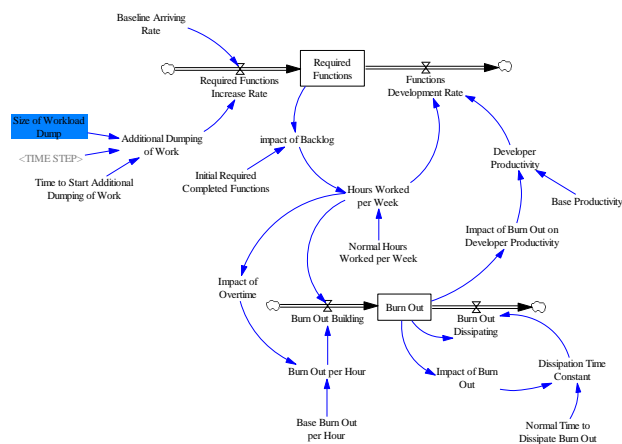 Baseline Arriving
Rate
Required
Functions
Required Functions
Increase Rate
Functions
Development Rate
Size of Workload
Dump
Additional Dumping
of Work
<TIME STEP>
Time to Start Additional
Dumping of Work
impact of Backlog
Initial Required
Completed Functions
Developer
Productivity
Base Productivity
Hours Worked
per Week
Normal Hours
Worked per Week
Impact of Burn Out on
Developer Productivity
Impact of
Overtime
Burn Out Building
Burn Out
Burn Out
Dissipating
Burn Out per Hour
Impact of Burn
Out
Dissipation Time
Constant
Base Burn Out
per Hour
Normal Time to
Dissipate Burn Out